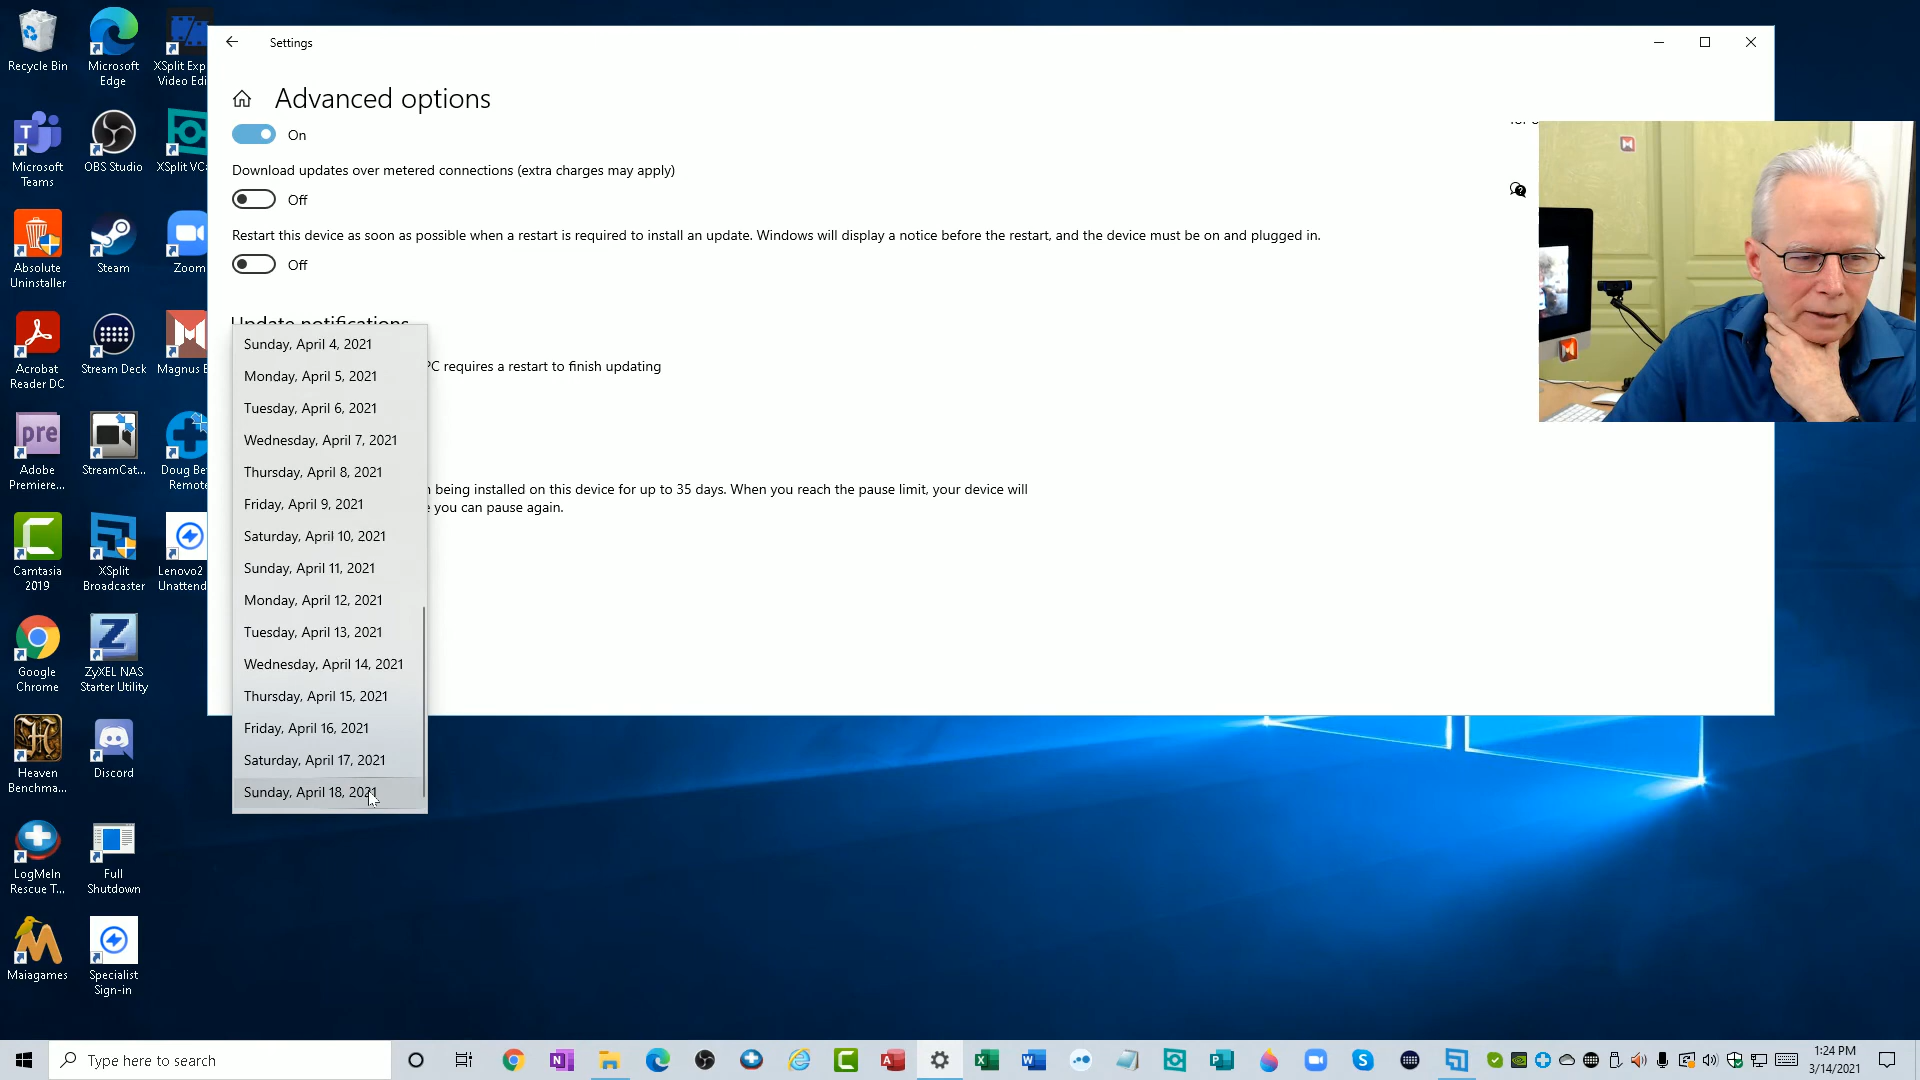 Settings
Advanced options
On
Download updates over metered connections (extra charges may apply)
Off
Restart this device as soon as possible when a restart is required to install an update. Windows will display a notice before the restart, and the device must be on and plugged in.
Off
Update notifications
PC requires a restart to finish updating
being installed on this device for up to 35 days. When you reach the pause limit, your device will
you can pause again.
Sunday, April 4, 2021
Monday, April 5, 2021
Tuesday, April 6, 2021
Wednesday, April 7, 2021
Thursday, April 8, 2021
Friday, April 9, 2021
Saturday, April 10, 2021
Sunday, April 11, 2021
Monday, April 12, 2021
Tuesday, April 13, 2021
Wednesday, April 14, 2021
Thursday, April 15, 2021
Friday, April 16, 2021
Saturday, April 17, 2021
Sunday, April 18, 2021
Recycle Bin
Microsoft
Edge
XSplit Exp
Video Edi
Microsoft
Teams
OBS Studio
XSplit VC
Absolute
Uninstaller
Steam
Zoom
Acrobat
Reader DC
Stream Deck
Magnus
pre
Adobe
Premiere...
StreamCat...
Doug Be
Remote
Camtasia
2019
XSplit
Broadcaster
Lenovo2
Unattend
Google
Chrome
ZyXEL NAS
Starter Utility
Heaven
Benchma...
Discord
LogMeIn
Rescue T...
Full
Shutdown
Maiagames
Specialist
Sign-in
Type here to search
1:24 PM
3/14/2021